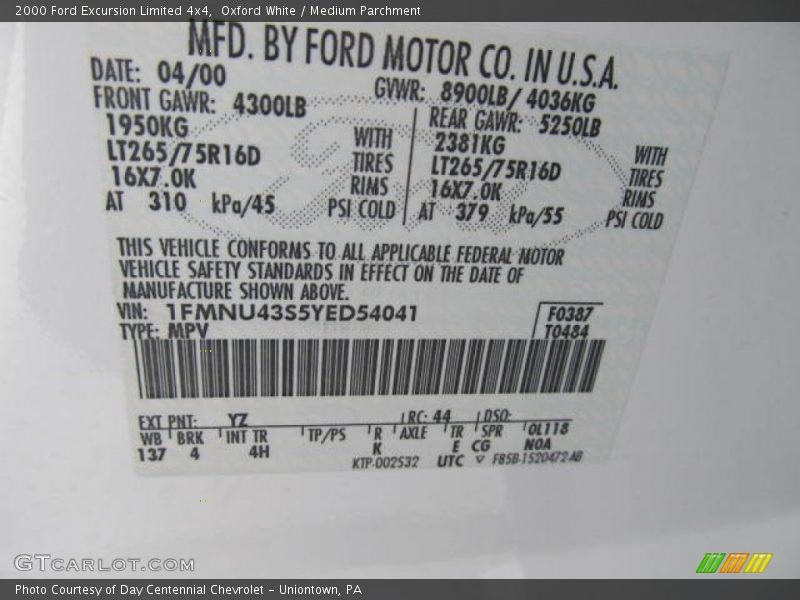 2000 Ford Excursion Limited 4x4, Oxford White / Medium Parchment
MFD. BY FORD MOTOR CO. IN U.S.A.
DATE: 04/00 GVWR: 8900LB/ 4036KG
FRONT GAWR: 4300LB REAR GAWR: 5250LB
1950KG WITH 2381KG WITH
LT265/75R16D TIRES LT265/75R16D TIRES
16X7.0K RIMS 16X7.0K RIMS
AT 310 kPa/45 PSI COLD AT 379 kPa/55 PSI COLD
THIS VEHICLE CONFORMS TO ALL APPLICABLE FEDERAL MOTOR
VEHICLE SAFETY STANDARDS IN EFFECT ON THE DATE OF
MANUFACTURE SHOWN ABOVE.
VIN: 1FMNU43S5YED54041 F0387
TYPE: MPV T0484
EXT PNT: YZ RC: 44 DSO:
WB BRK INT TR TP/PS R AXLE TR SPR 0L118
137 4 4H K E CG N0A
KTP-002532 UTC F85B-1520472-AB
GTCARLOT.COM
Photo Courtesy of Day Centennial Chevrolet – Uniontown, PA